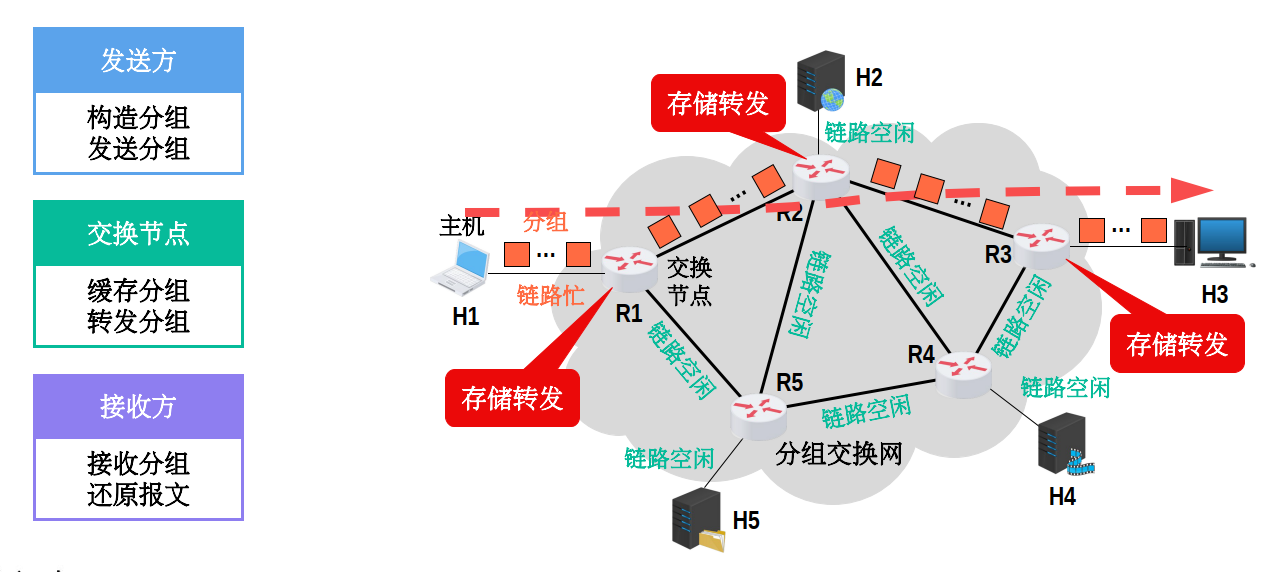 发送方
构造分组
发送分组
交换节点
缓存分组
转发分组
接收方
接收分组
还原报文
存储转发
H2
链路空闲
主机
分组
...
链路忙
H1
R1
交换
节点
...
R2
...
R3
...
H3
存储转发
存储转发
链路空闲
链路空闲
链路空闲
链路空闲
R4
R5
链路空闲
链路空闲
链路空闲
分组交换网
H4
H5